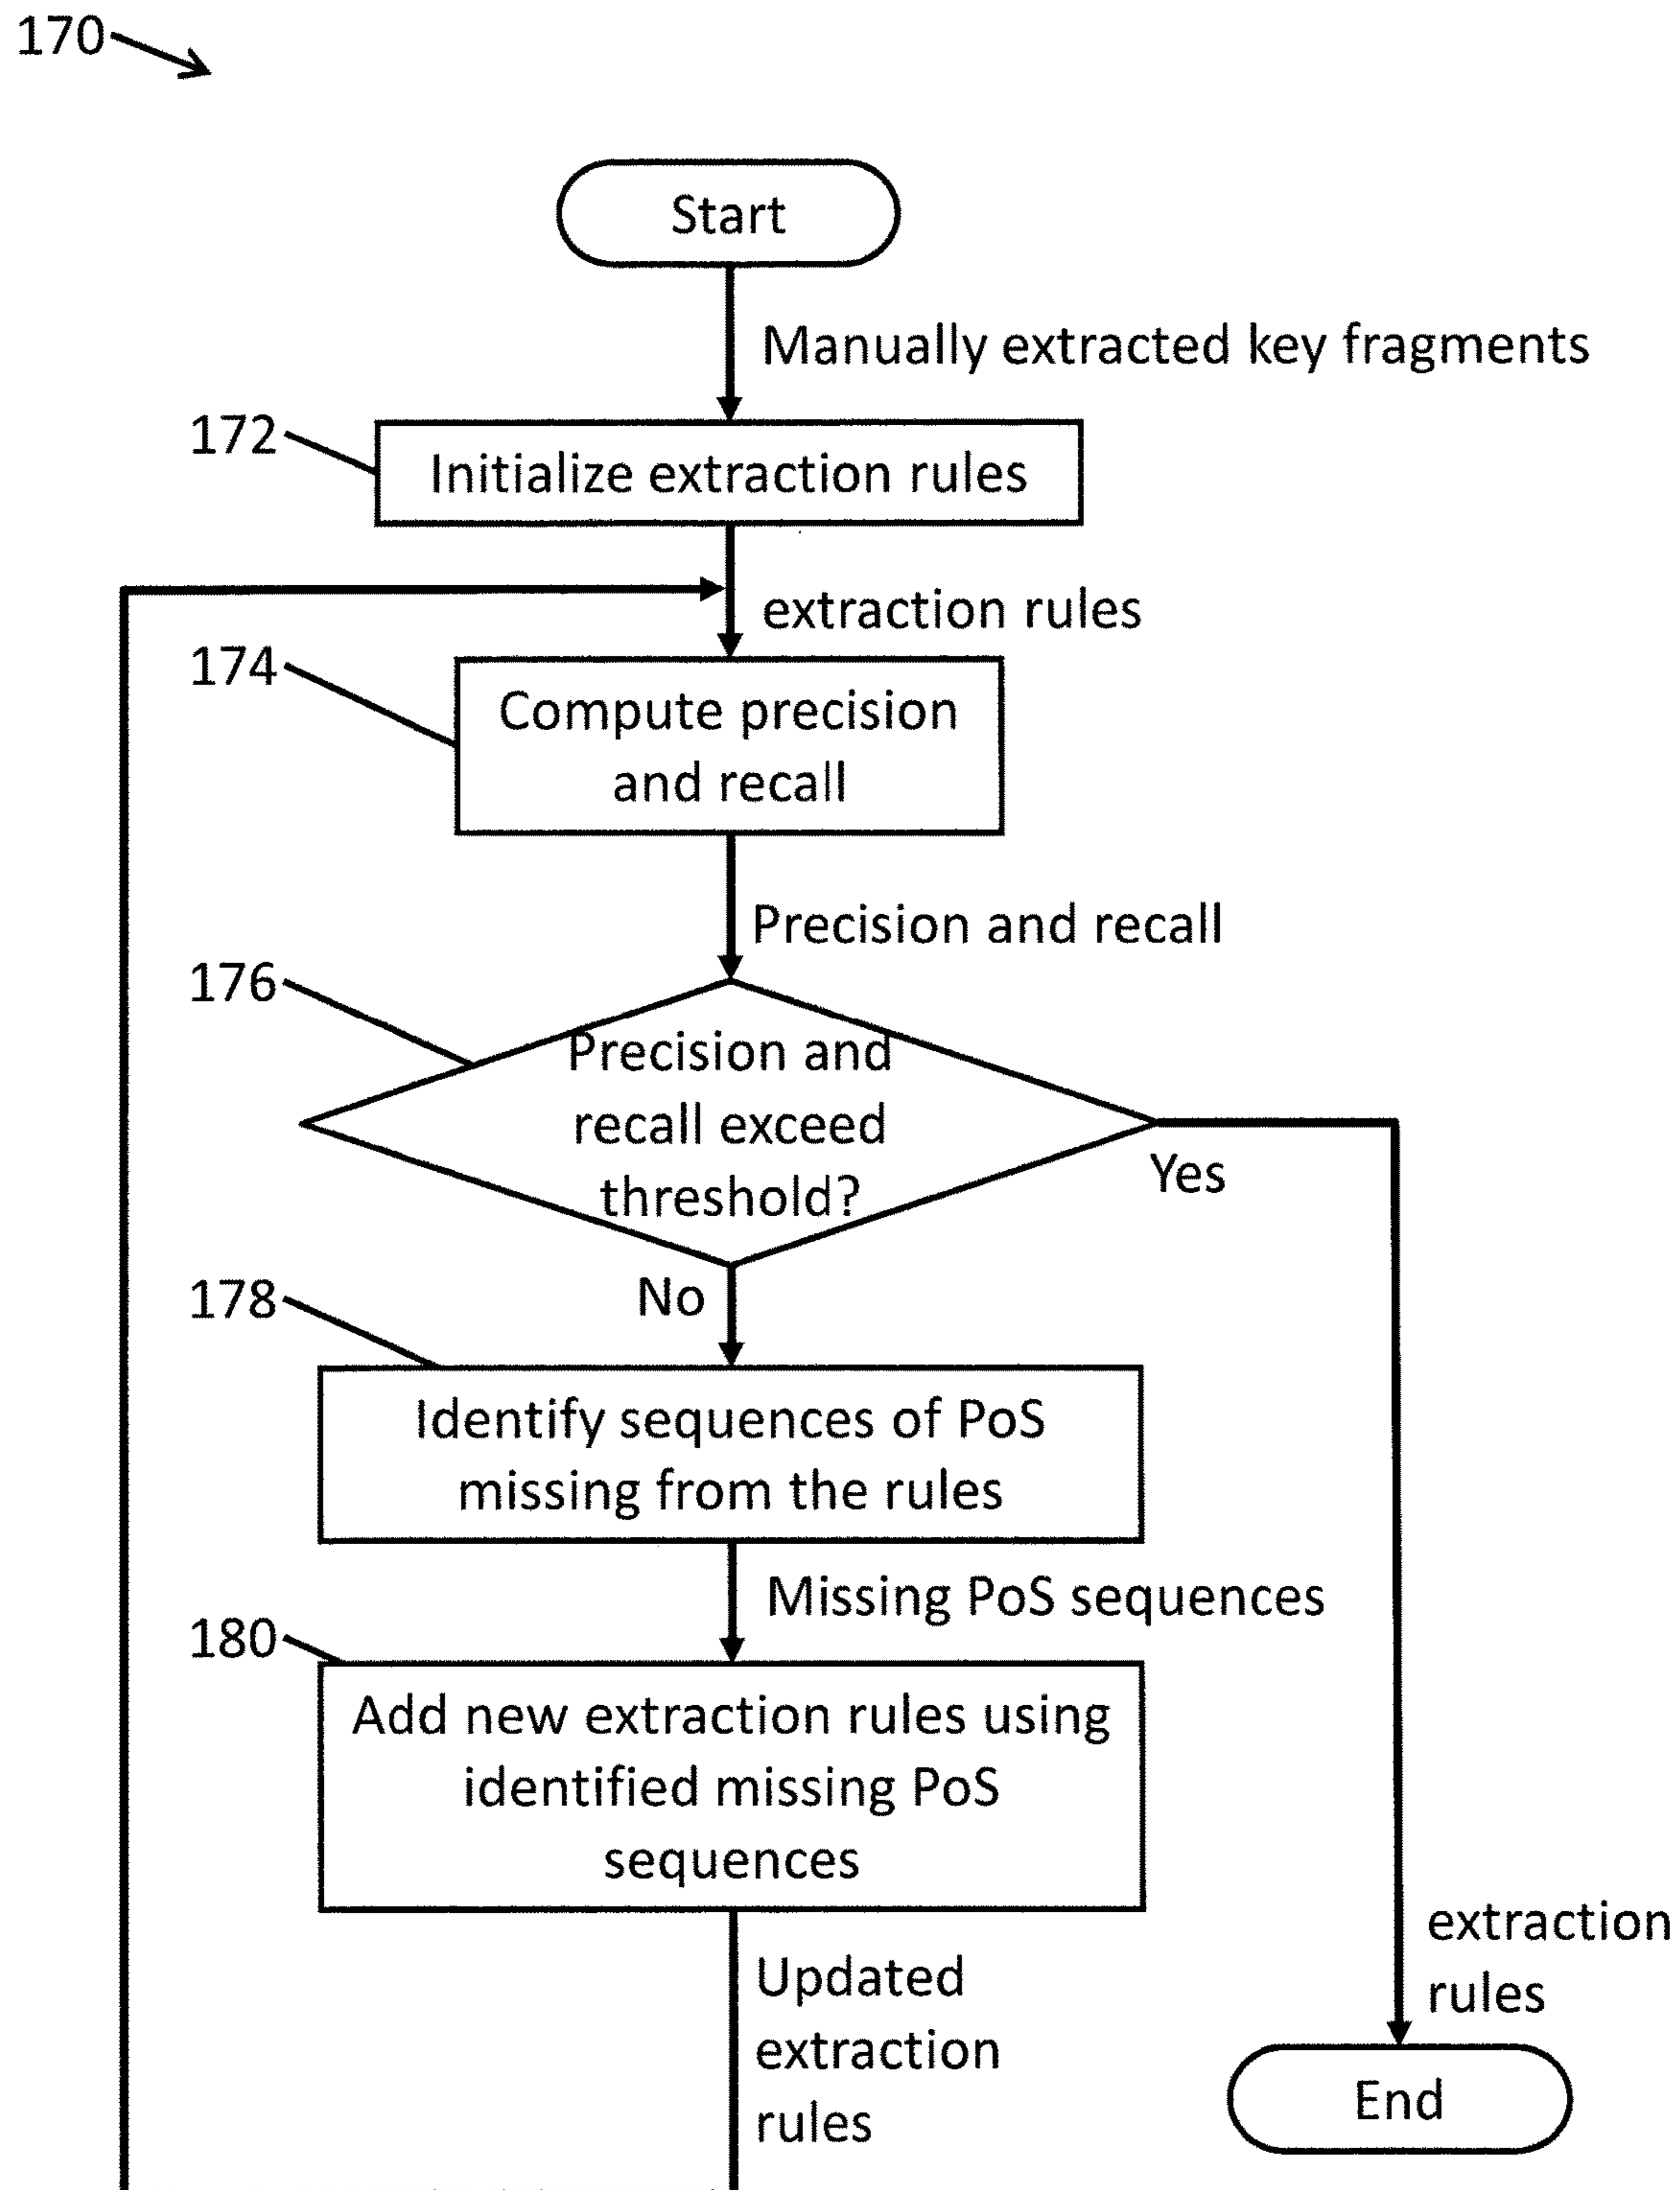 170
Start
Manually extracted key fragments
172
Initialize extraction rules
extraction rules
174
Compute precision
and recall
Precision and recall
176
Precision and
recall exceed
threshold?
Yes
No
178
Identify sequences of PoS
missing from the rules
Missing PoS sequences
180
Add new extraction rules using
identified missing PoS
sequences
Updated
extraction
rules
extraction
rules
End